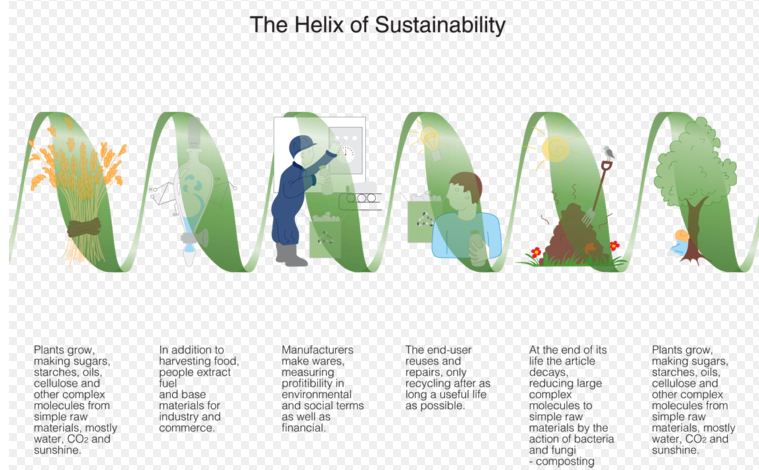 The Helix of Sustainability
Plants grow,
making sugars,
starches, oils,
cellulose and
other complex
molecules from
simple raw
materials, mostly
water, CO2 and
sunshine.
In addition to
harvesting food,
people extract
fuel
and base
materials for
industry and
commerce.
Manufacturers
make wares,
measuring
profitibility in
environmental
and social terms
as well as
financial.
The end-user
reuses and
repairs, only
recycling after as
long a useful life
as possible.
At the end of its
life the article
decays,
reducing large
complex
molecules to
simple raw
materials by the
action of bacteria
and fungi
- composting
Plants grow,
making sugars,
starches, oils,
cellulose and
other complex
molecules from
simple raw
materials, mostly
water, CO2 and
sunshine.